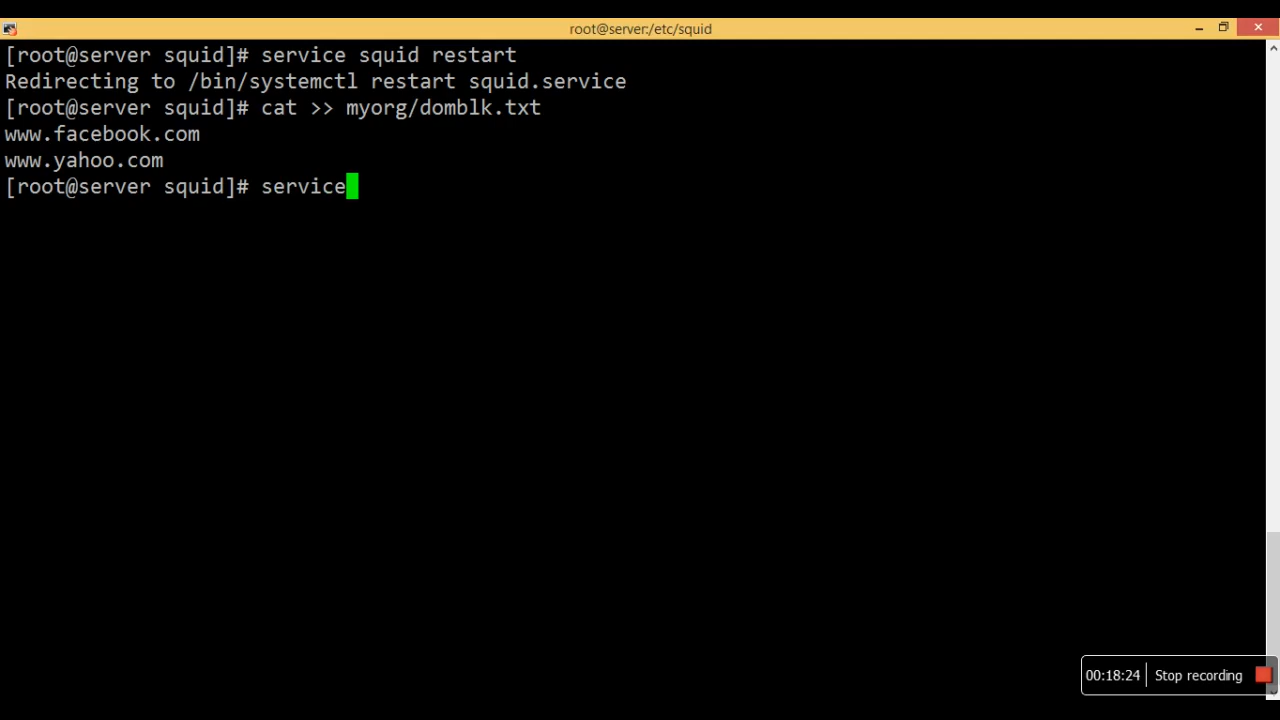 root@server:/etc/squid
[root@server squid]# service squid restart
Redirecting to /bin/systemctl restart squid.service
[root@server squid]# cat >> myorg/domblk.txt
www.facebook.com
www.yahoo.com
[root@server squid]# service
00:18:24 Stop recording